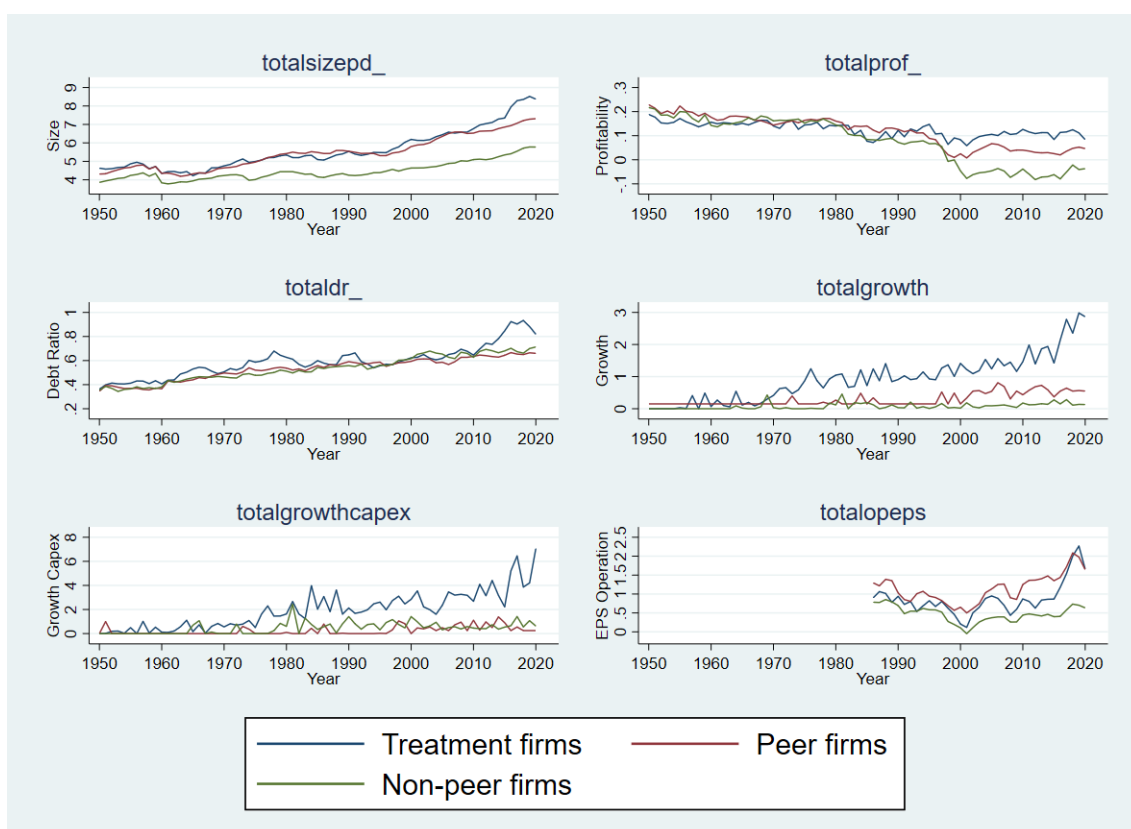 totalsizepd_
Size
9
8
7
6
5
4
1950 1960 1970 1980 1990 2000 2010 2020
Year
totalprof_
Profitability
.3
.2
.1
0
-.1
1950 1960 1970 1980 1990 2000 2010 2020
Year
totaldr_
Debt Ratio
1
.8
.6
.4
.2
1950 1960 1970 1980 1990 2000 2010 2020
Year
totalgrowth
Growth
3
2
1
0
1950 1960 1970 1980 1990 2000 2010 2020
Year
totalgrowthcapex
Growth Capex
8
6
4
2
0
1950 1960 1970 1980 1990 2000 2010 2020
Year
totalopeps
EPS Operation
2.5
2
1.5
1
.5
0
1950 1960 1970 1980 1990 2000 2010 2020
Year
Treatment firms
Peer firms
Non-peer firms